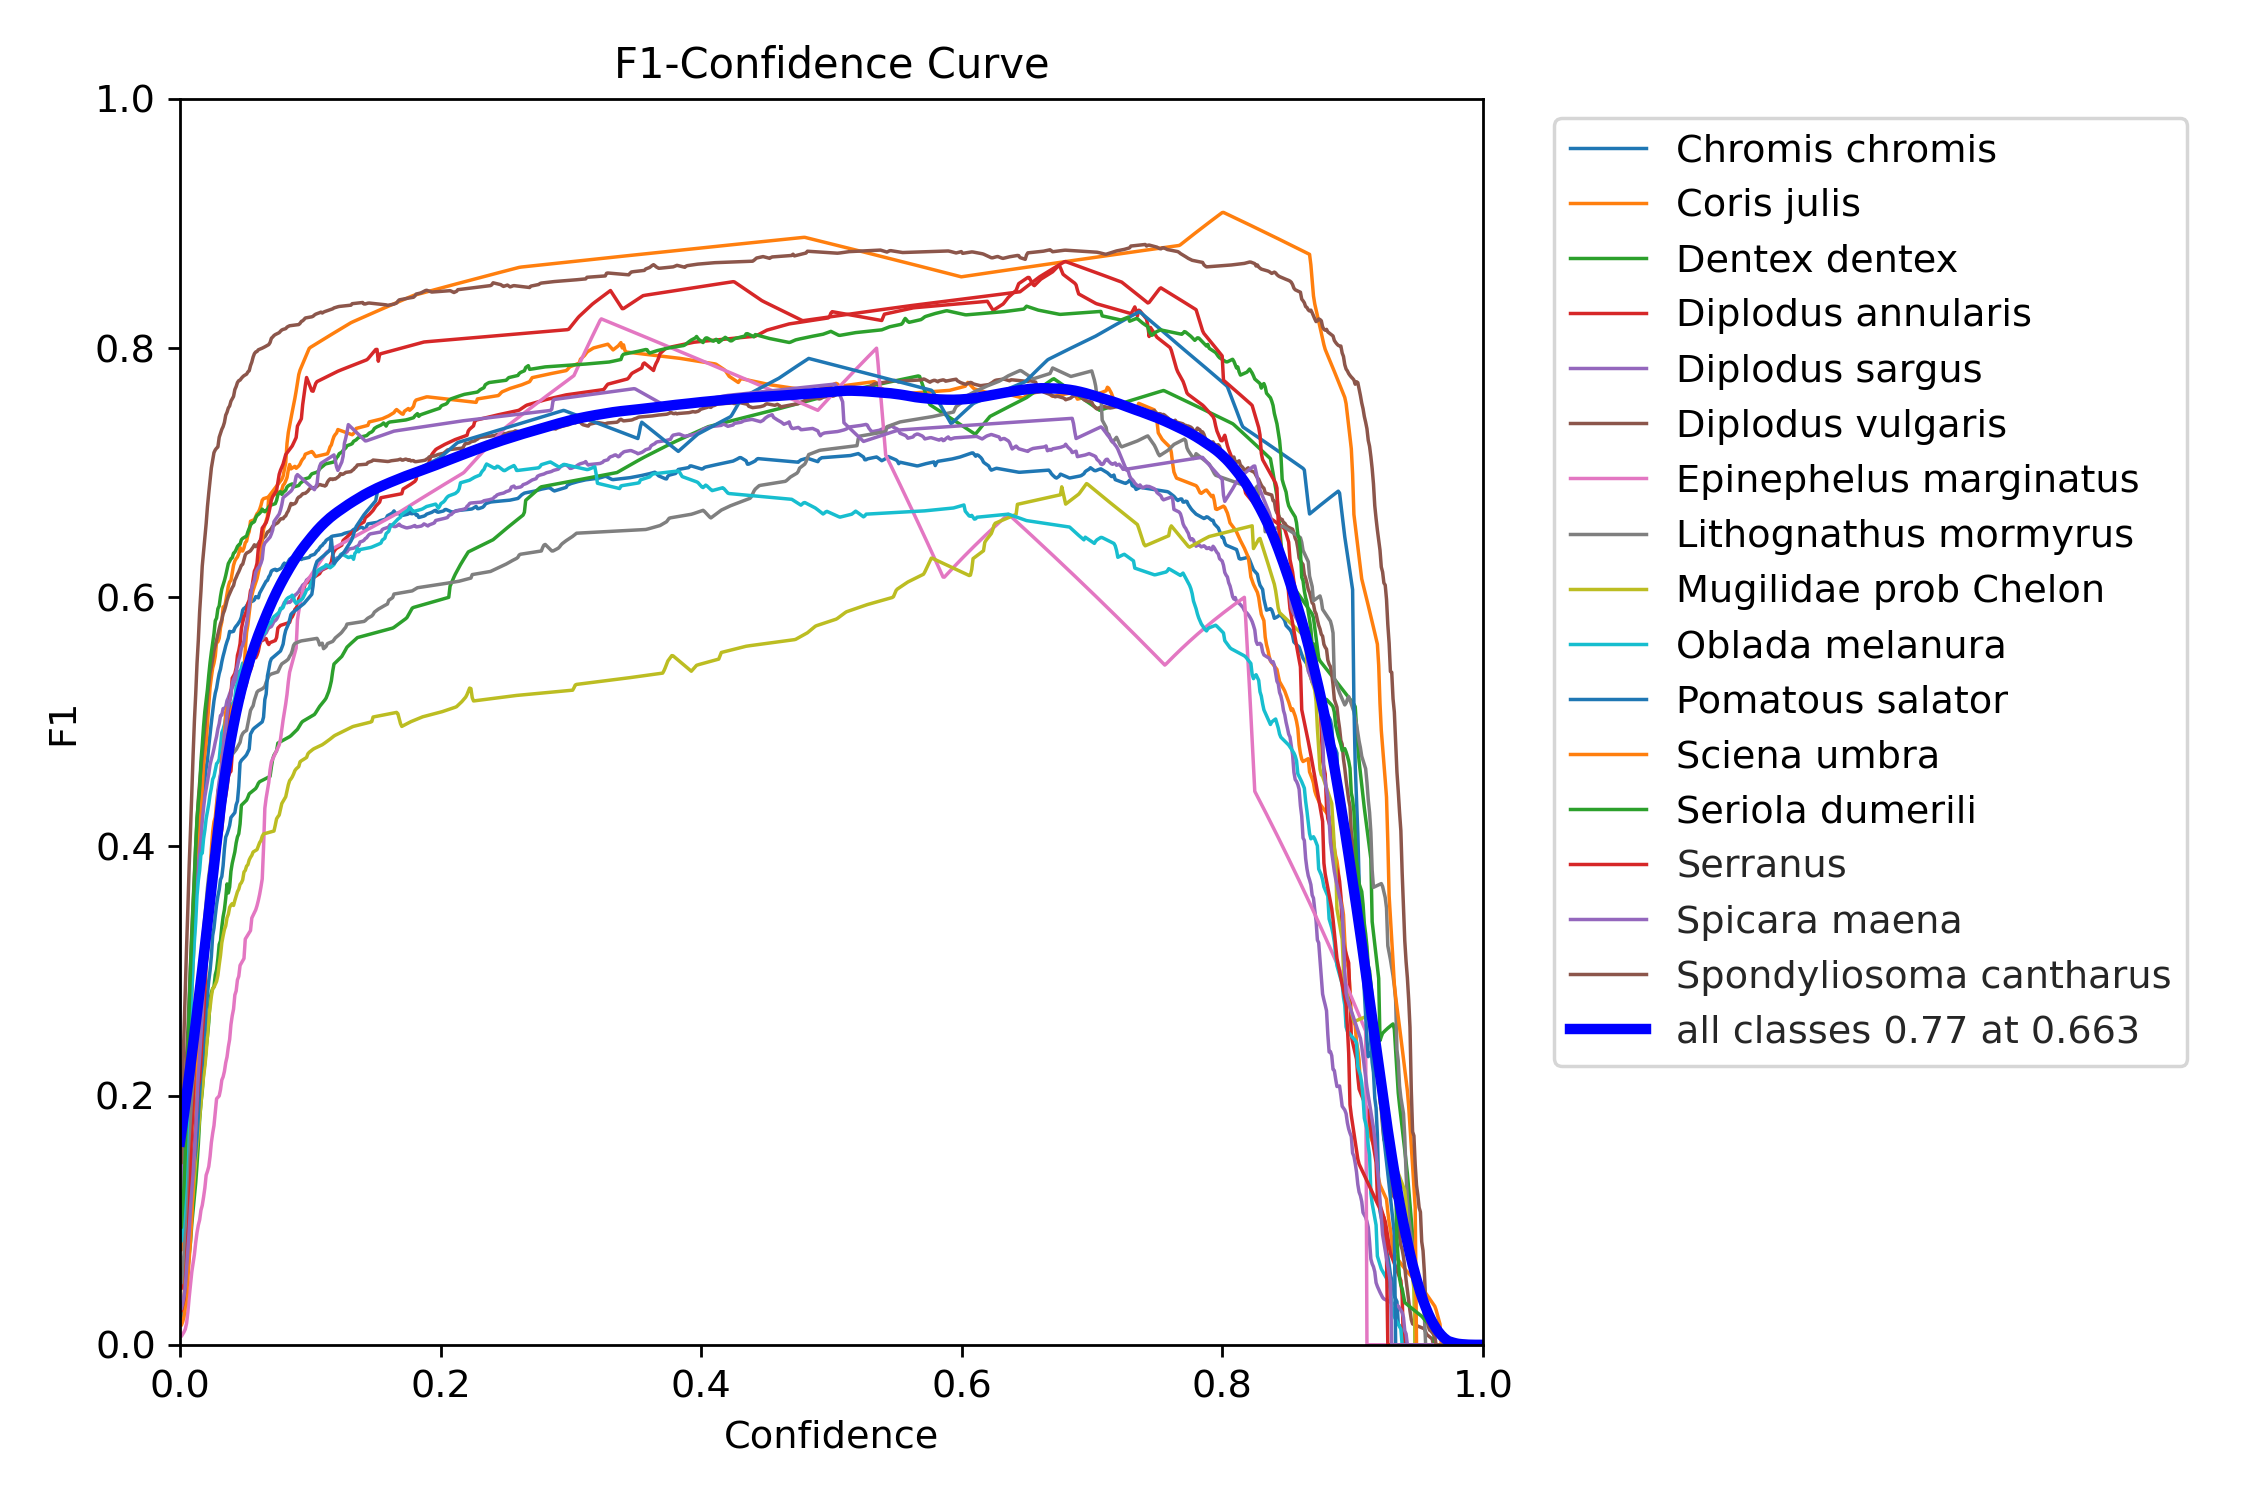 F1-Confidence Curve
1.0
0.8
0.6
0.4
0.2
0.0
F1
0.0 0.2 0.4 0.6 0.8 1.0
Confidence
Chromis chromis
Coris julis
Dentex dentex
Diplodus annularis
Diplodus sargus
Diplodus vulgaris
Epinephelus marginatus
Lithognathus mormyrus
Mugilidae prob Chelon
Oblada melanura
Pomatous salator
Sciena umbra
Seriola dumerili
Serranus
Spicara maena
Spondyliosoma cantharus
all classes 0.77 at 0.663